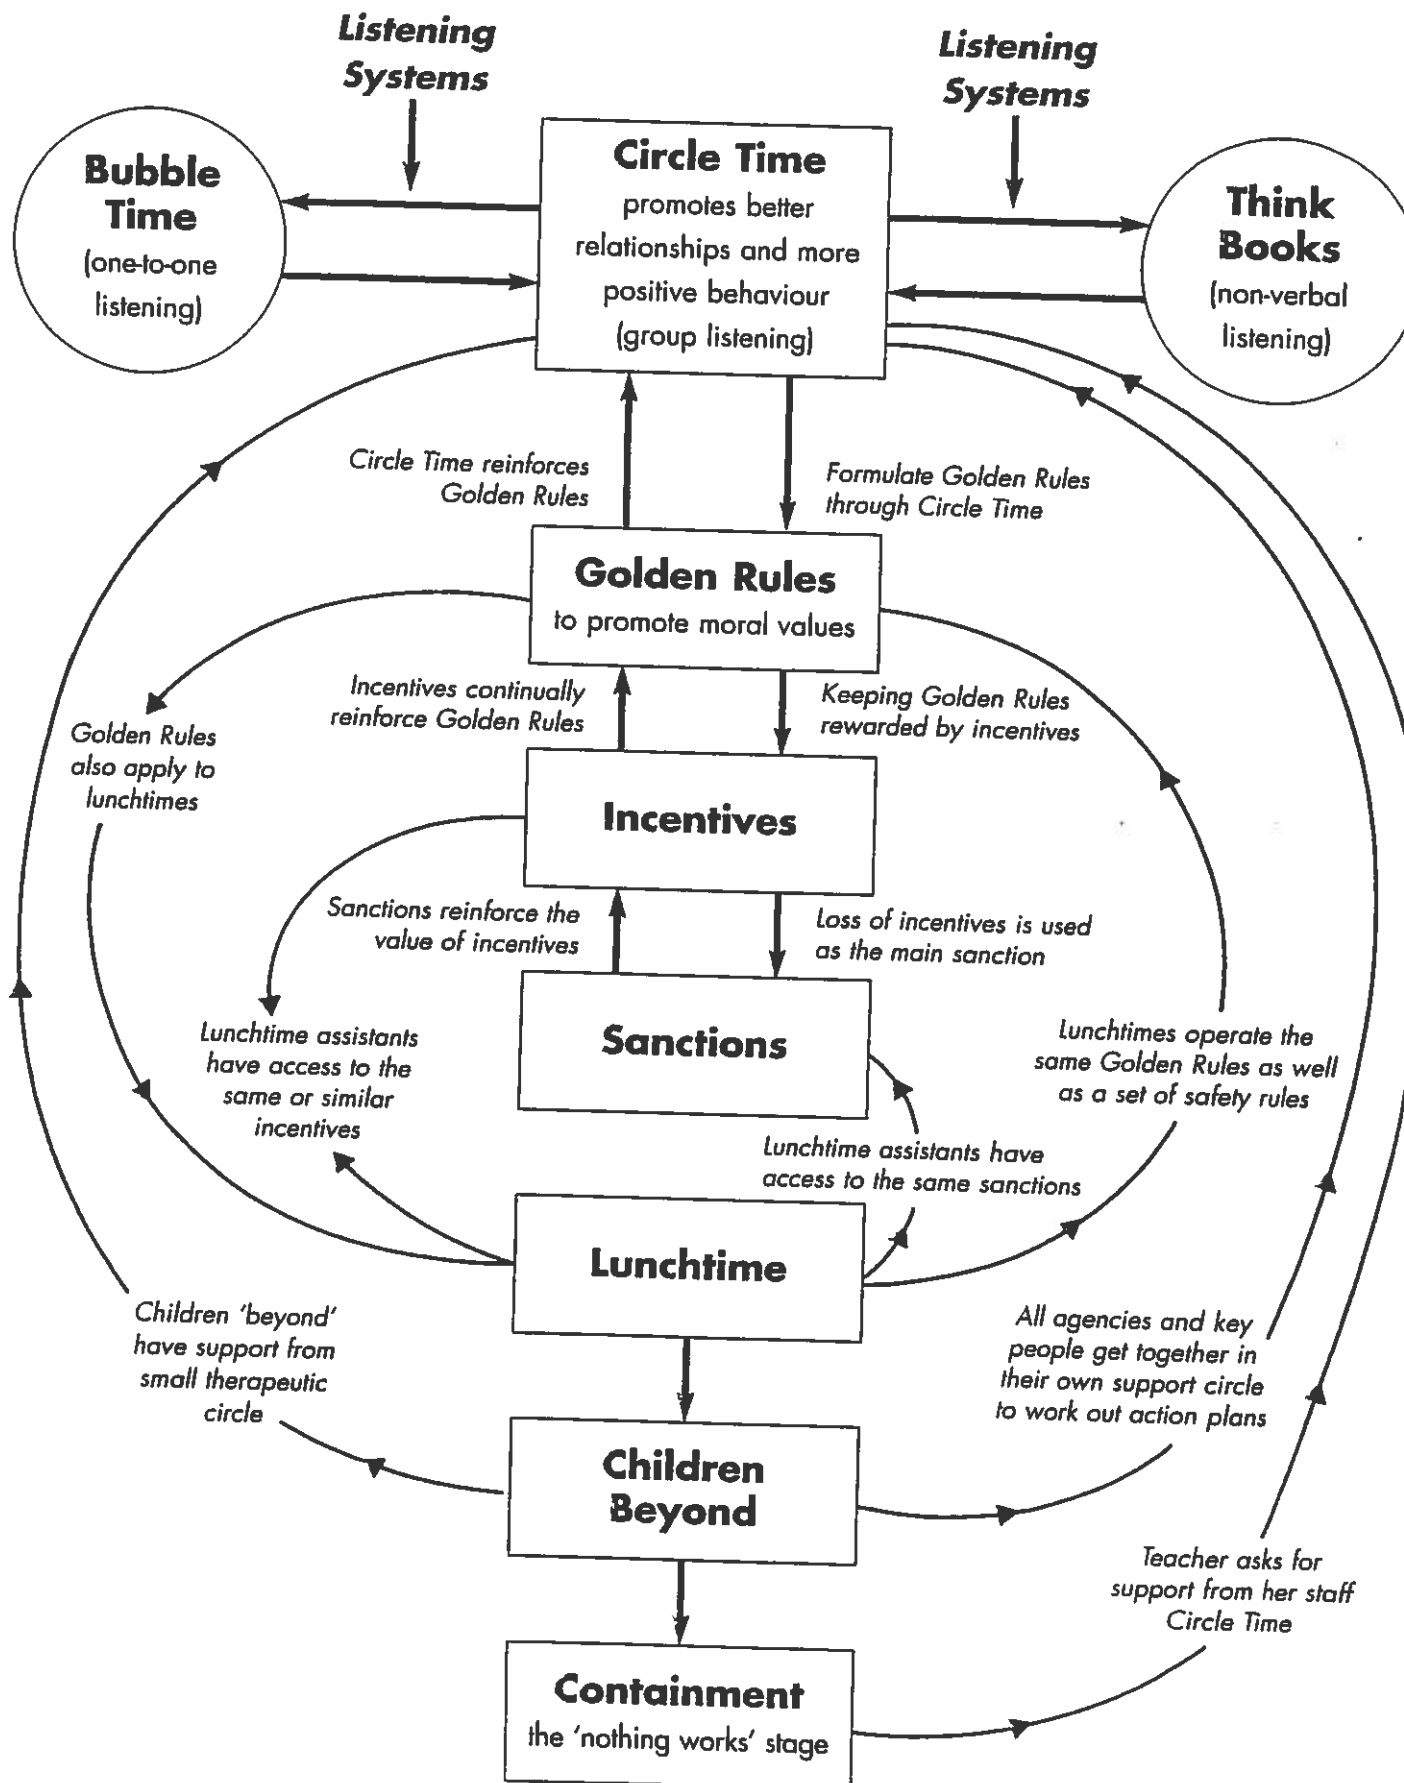 Listening
Systems
Listening
Systems
Bubble
Time
(one-to-one
listening)
Circle Time
promotes better
relationships and more
positive behaviour
(group listening)
Think
Books
(non-verbal
listening)
Circle Time reinforces
Golden Rules
Formulate Golden Rules
through Circle Time
Golden Rules
to promote moral values
Incentives continually
reinforce Golden Rules
Keeping Golden Rules
rewarded by incentives
Golden Rules
also apply to
lunchtimes
Incentives
Sanctions reinforce the
value of incentives
Loss of incentives is used
as the main sanction
Sanctions
Lunchtime assistants
have access to the
same or similar
incentives
Lunchtimes operate the
same Golden Rules as well
as a set of safety rules
Lunchtime assistants have
access to the same sanctions
Lunchtime
Children 'beyond'
have support from
small therapeutic
circle
All agencies and key
people get together in
their own support circle
to work out action plans
Children
Beyond
Teacher asks for
support from her staff
Circle Time
Containment
the 'nothing works' stage